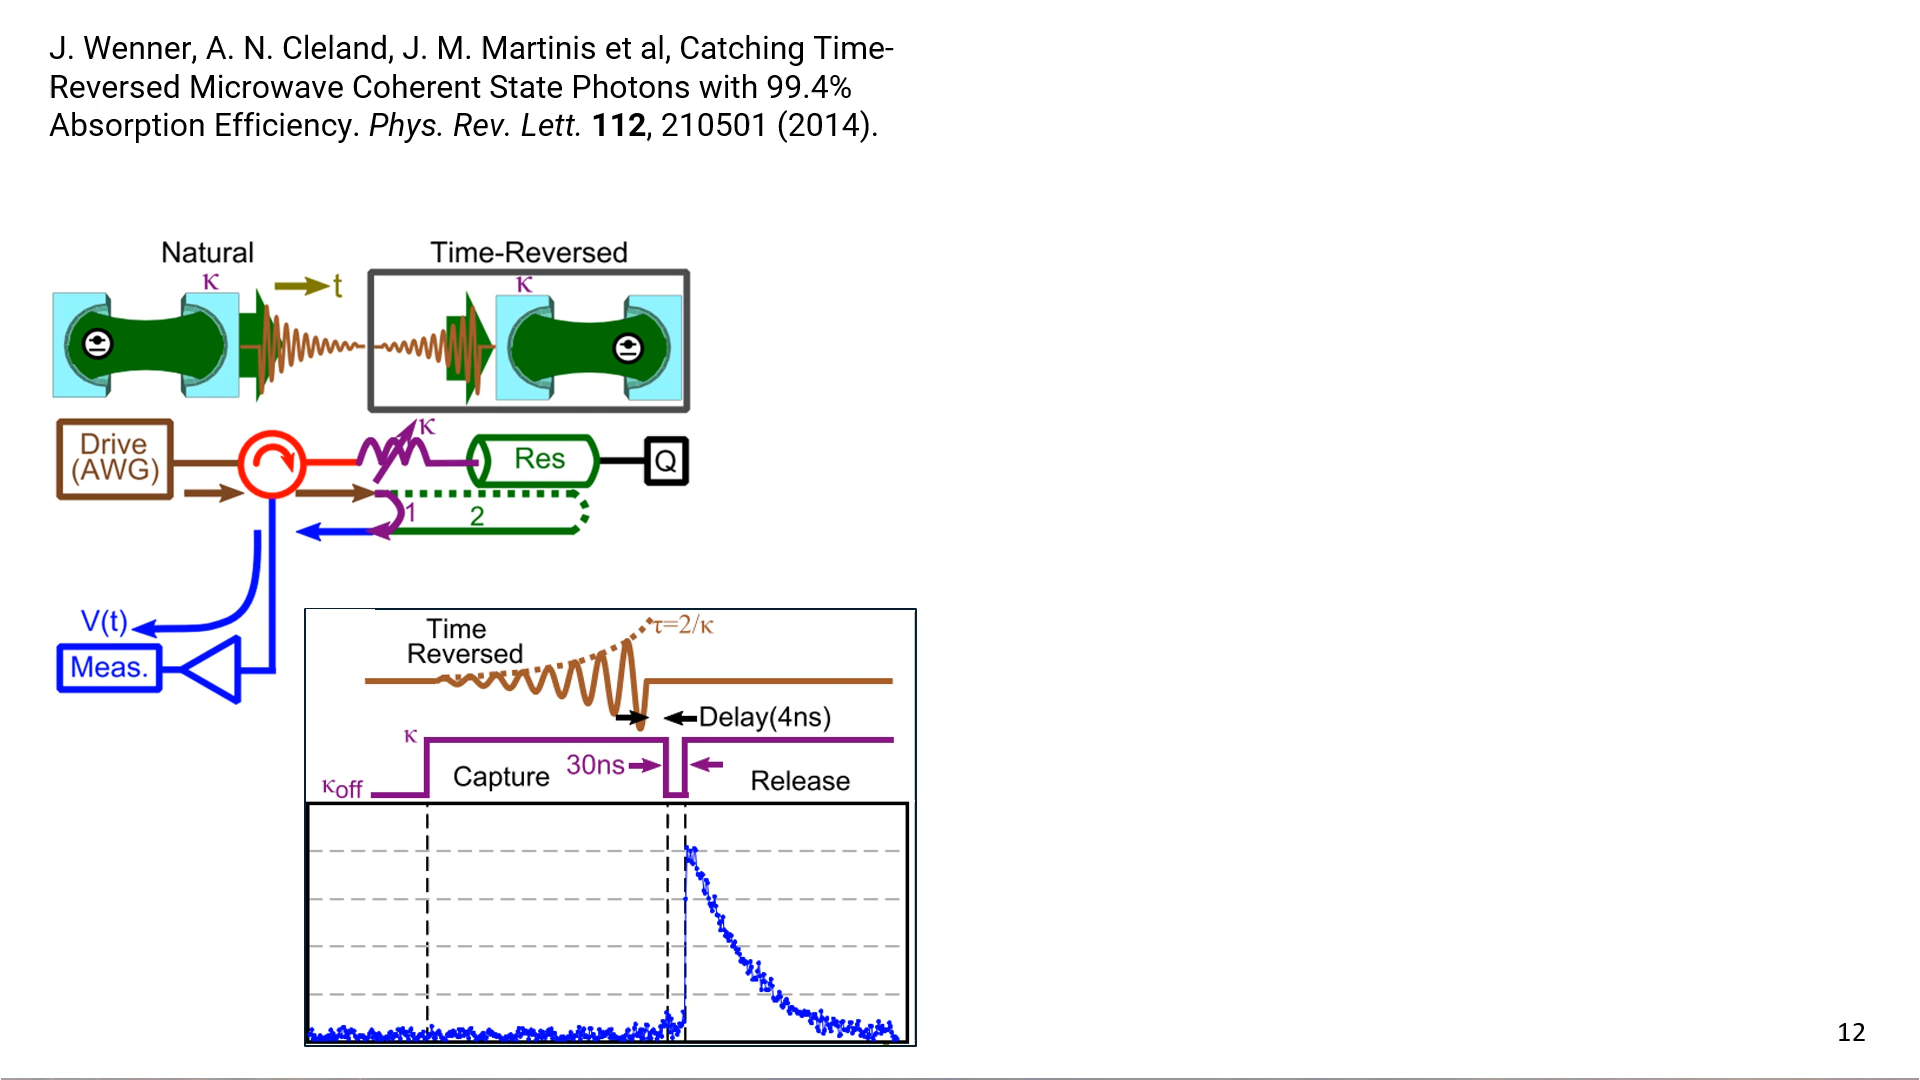 J. Wenner, A. N. Cleland, J. M. Martinis et al, Catching Time-
Reversed Microwave Coherent State Photons with 99.4%
Absorption Efficiency. Phys. Rev. Lett. 112, 210501 (2014).
Natural
Time-Reversed
κ
t
κ
Drive
(AWG)
κ
Res
Q
1
2
V(t)
Meas.
Time
Reversed
τ=2/κ
Delay(4ns)
κ
30ns
Capture
Release
κoff
12